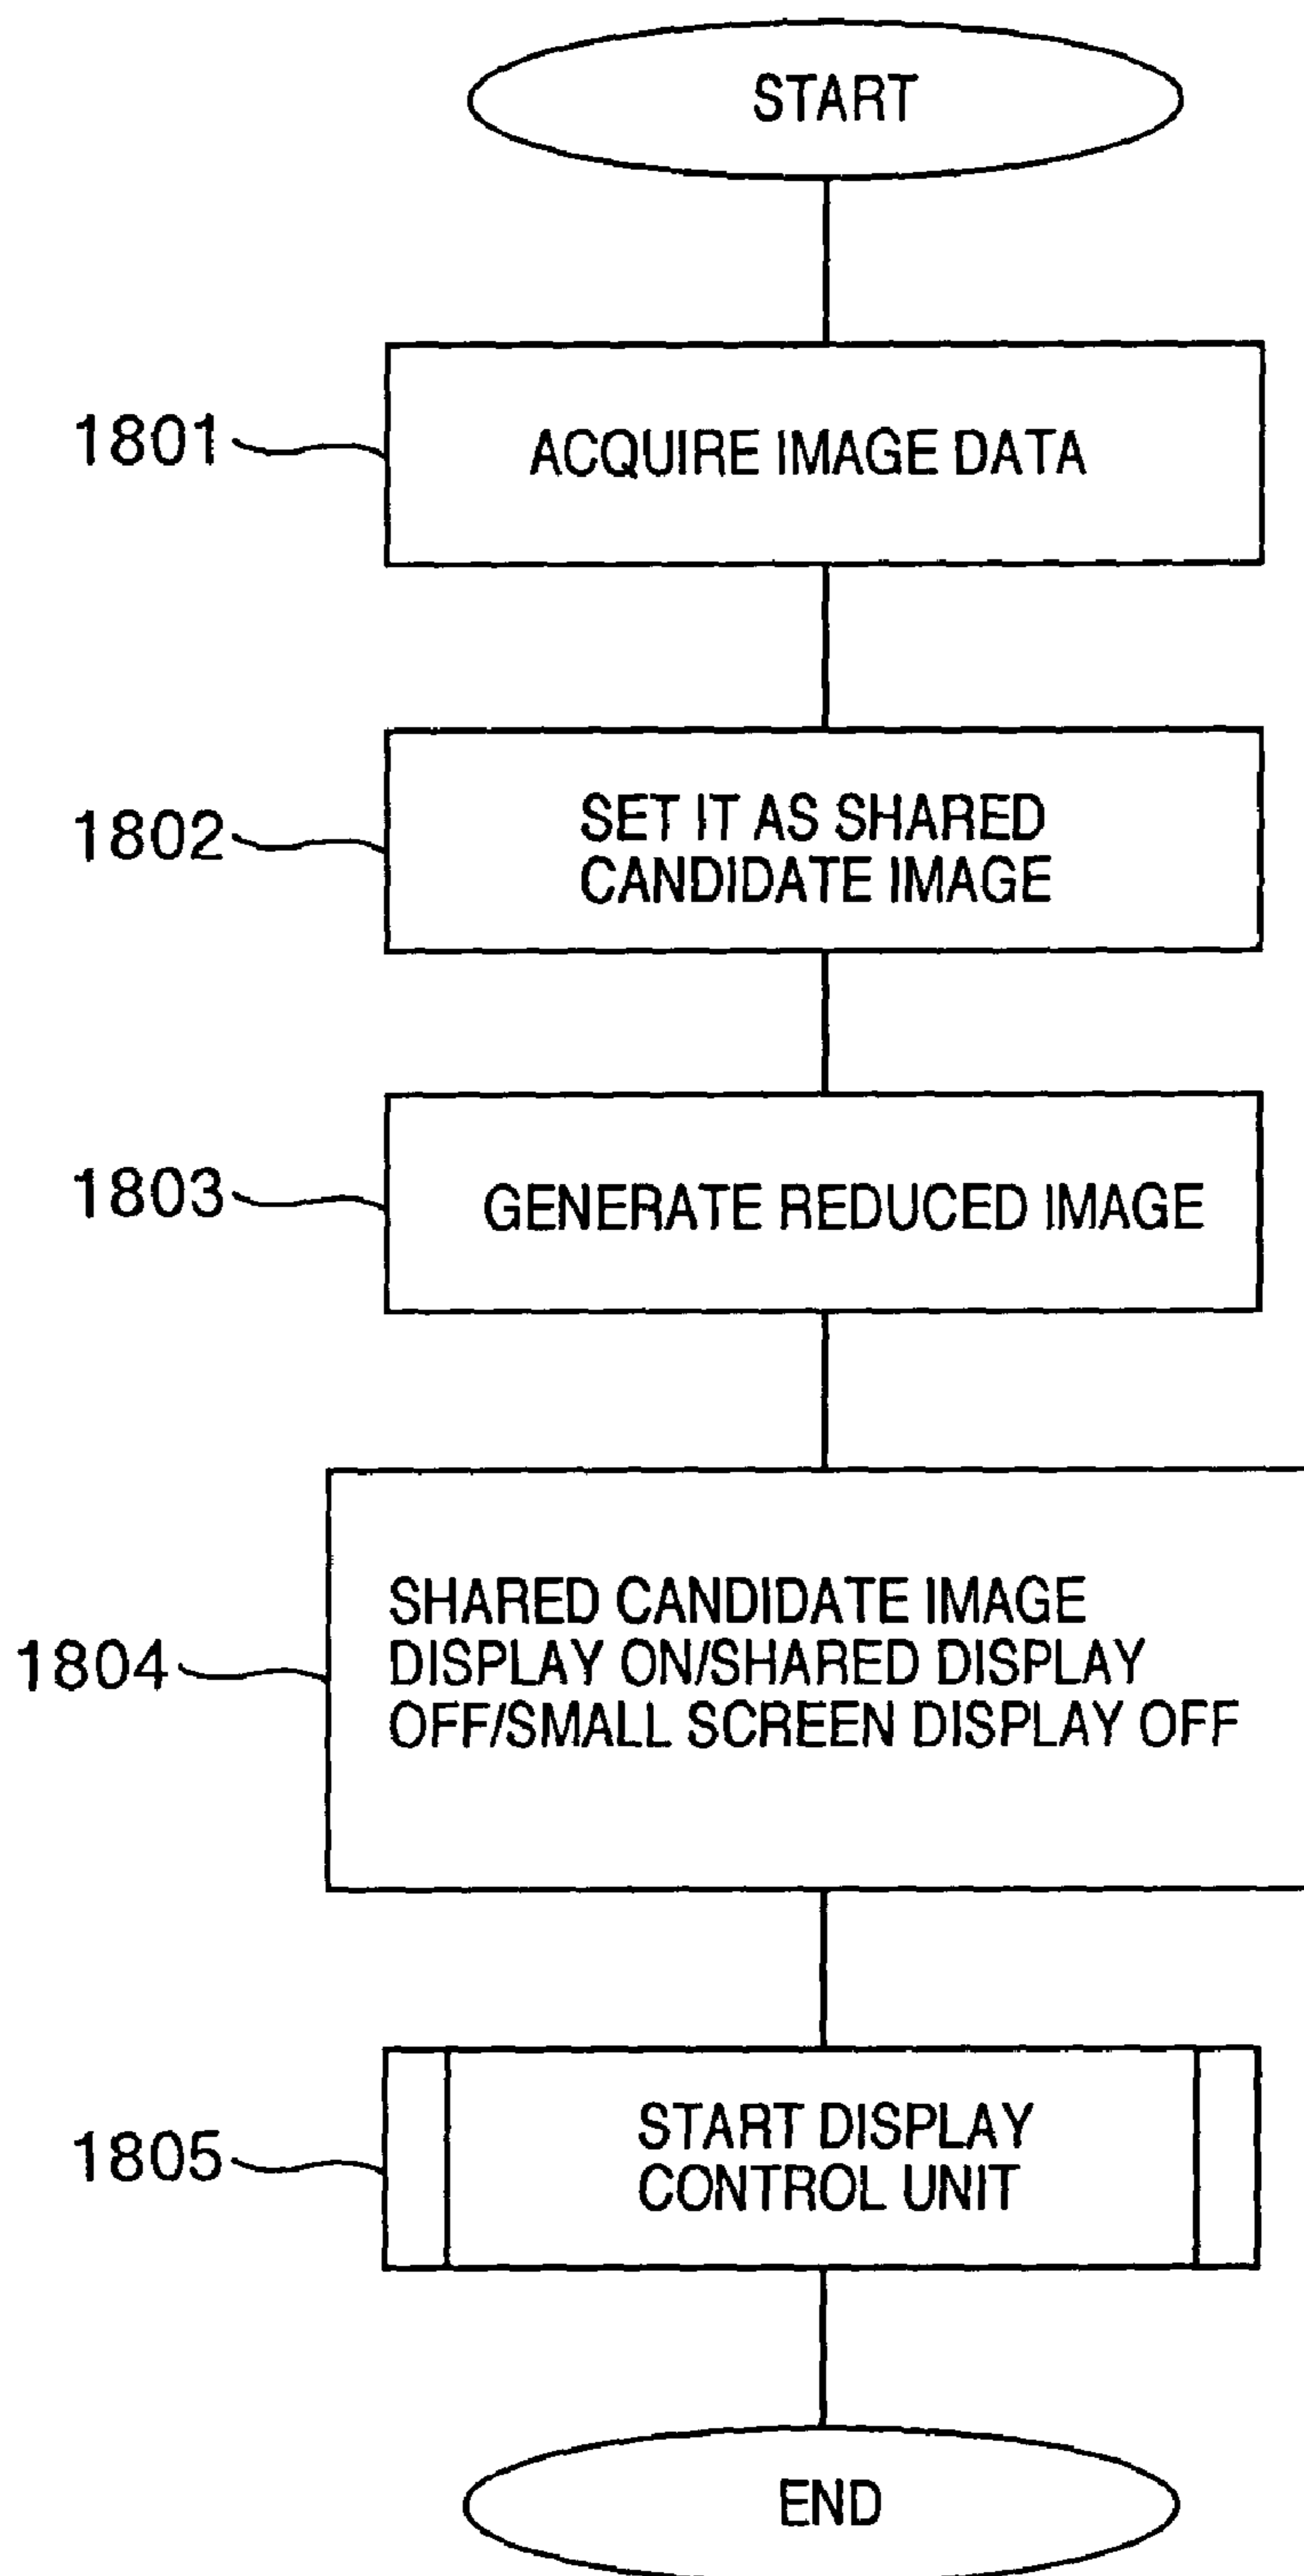 START
1801
ACQUIRE IMAGE DATA
1802
SET IT AS SHARED
CANDIDATE IMAGE
1803
GENERATE REDUCED IMAGE
1804
SHARED CANDIDATE IMAGE
DISPLAY ON/SHARED DISPLAY
OFF/SMALL SCREEN DISPLAY OFF
1805
START DISPLAY
CONTROL UNIT
END